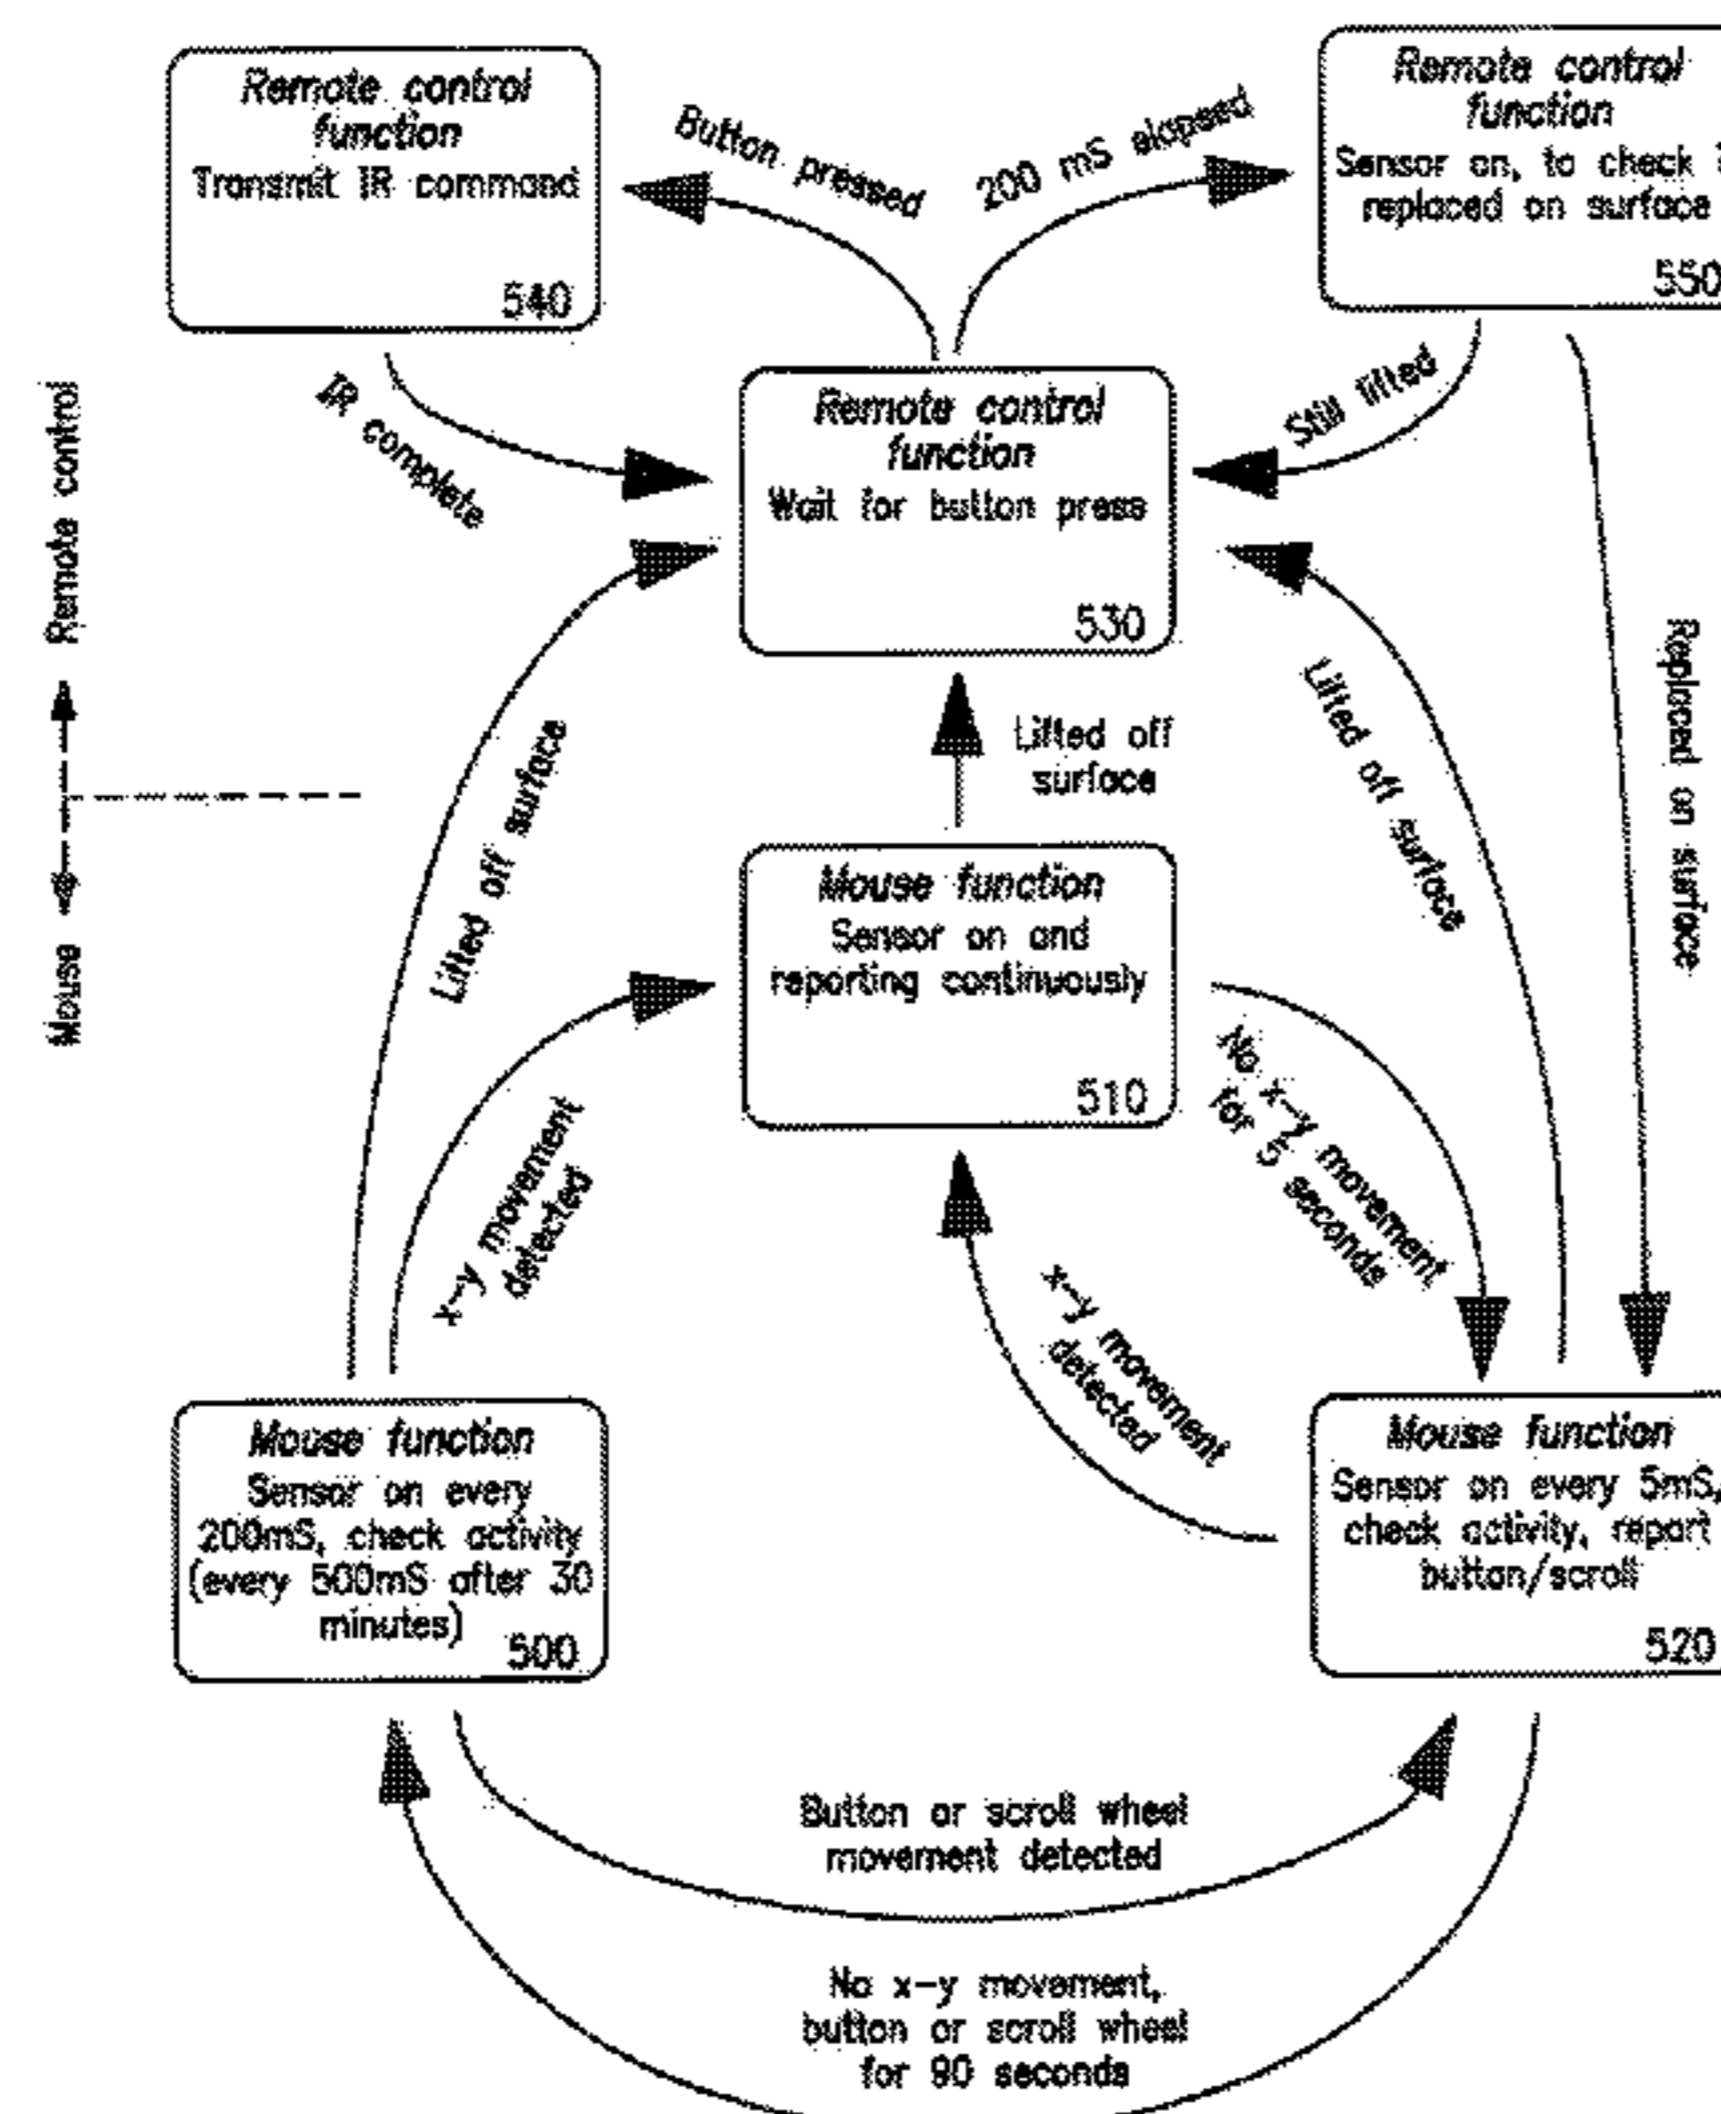 Remote control
function
Transmit IR command
540
Button pressed
200 mS elapsed
Remote control
function
Sensor on, to check
replaced on surface
550
IR complete
Still lifted
Remote control
function
Wait for button press
530
Remote control
Mouse
Lifted off surface
Lifted off
surface
Lifted off surface
Replaced on surface
Mouse function
Sensor on and
reporting continuously
510
x-y movement
detected
No x-y movement
for 5 seconds
x-y movement
detected
Mouse function
Sensor on every
200mS, check activity
(every 500mS after 30
minutes)
500
Mouse function
Sensor on every 5mS,
check activity, report
button/scroll
520
Button or scroll wheel
movement detected
No x-y movement,
button or scroll wheel
for 90 seconds